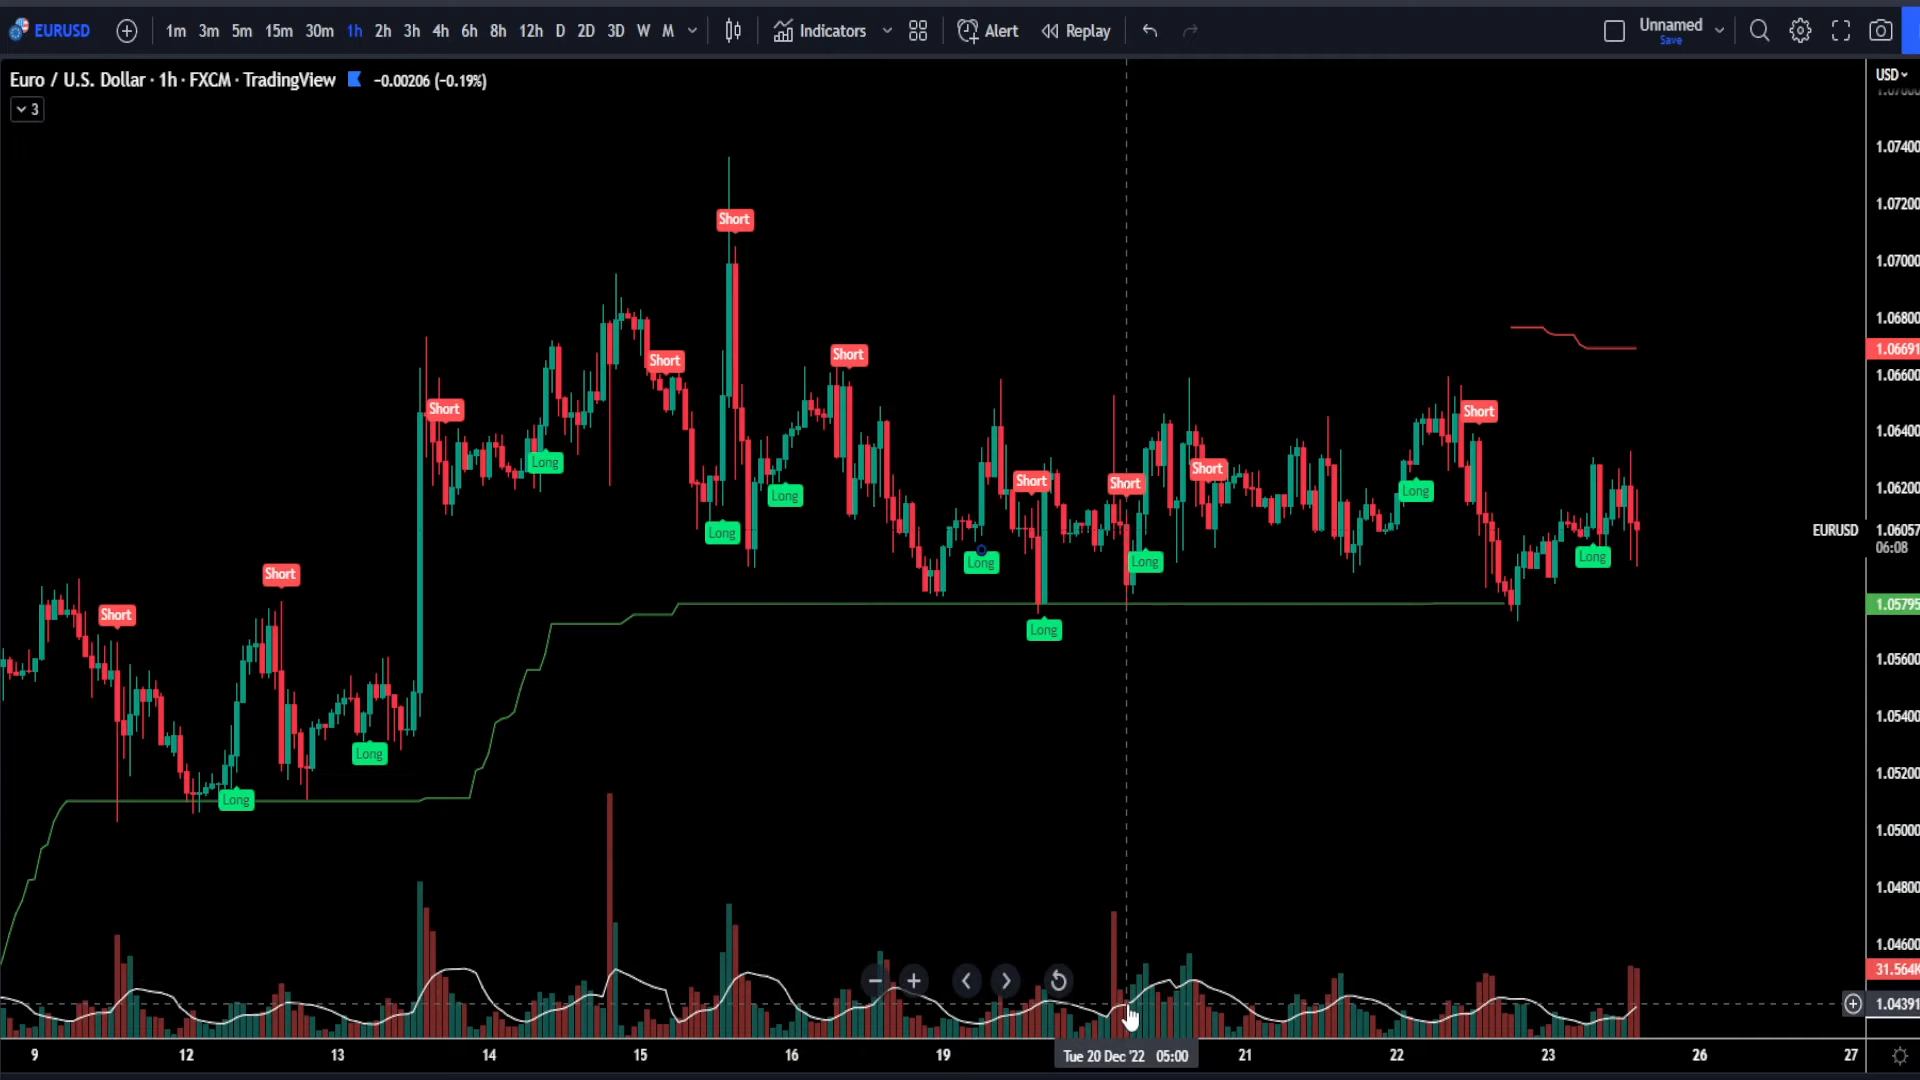 EURUSD 1m 3m 5m 15m 30m 1h 2h 3h 4h 6h 8h 12h D 2D 3D W M Indicators Alert Replay Unnamed
Save
Euro / U.S. Dollar · 1h · FXCM · TradingView −0.00206 (−0.19%)
USD
3
1.07400
1.07200
Short
1.07000
1.06800
1.06691
Short
Short
1.06600
Short
Short
1.06400
Long
Short
Short
Short
Long
Long
1.06200
Long
EURUSD 1.06057
06:08
Long
Long
Long
Long
Short
1.05795
Short
Long
1.05600
1.05400
Long
1.05200
Long
1.05000
1.04800
1.04600
31.564K
1.04391
9 12 13 14 15 16 19 Tue 20 Dec '22 05:00 21 22 23 26 27